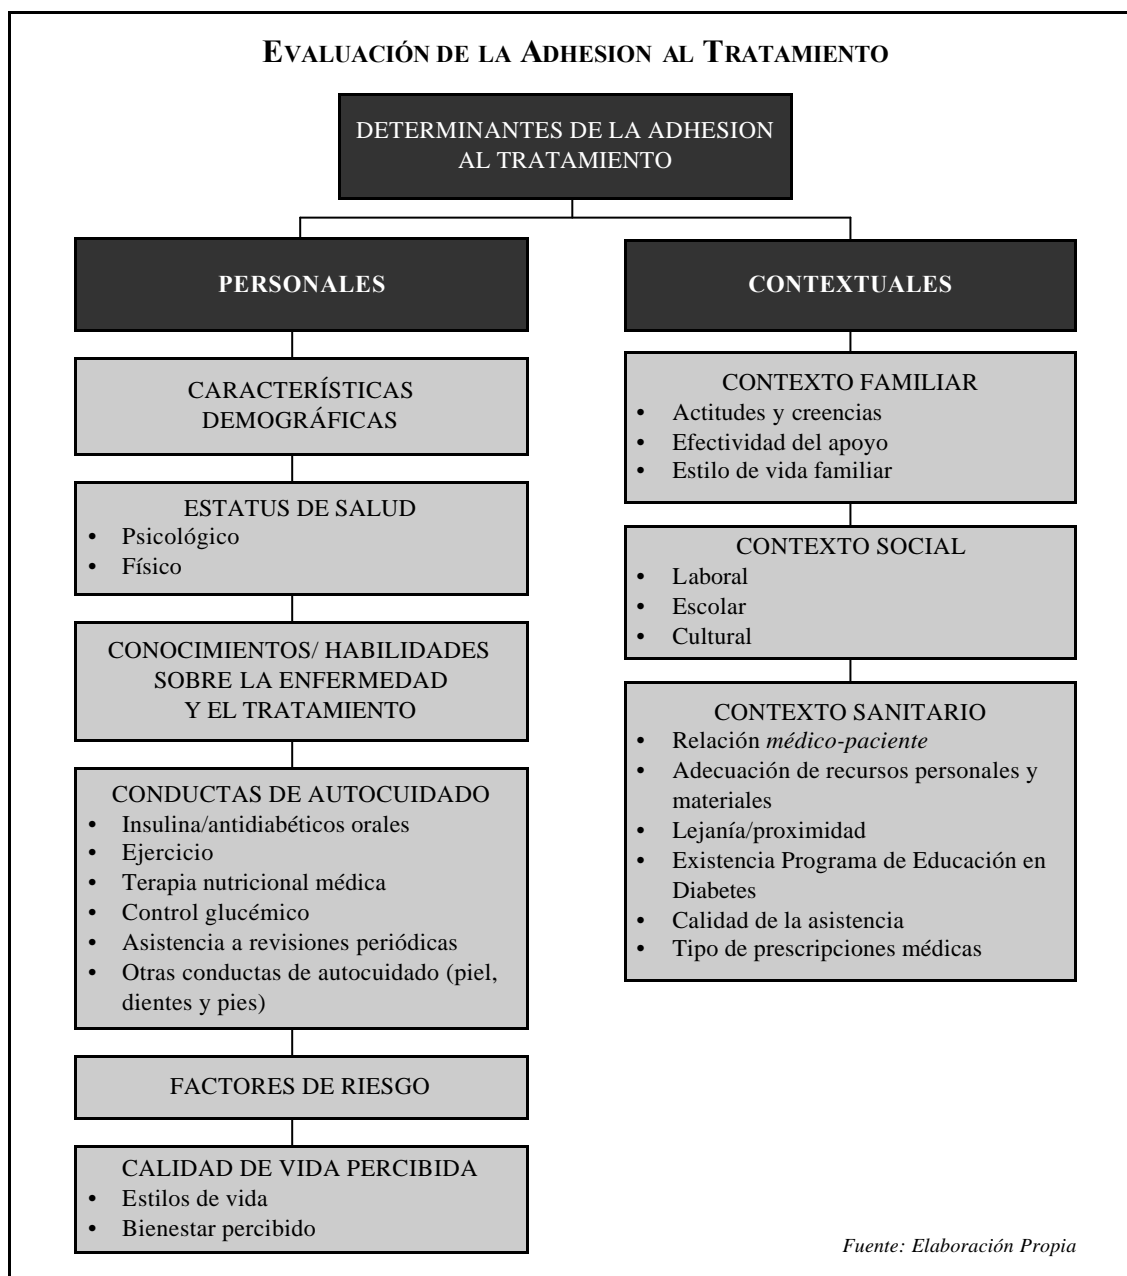 EVALUACIÓN DE LA ADHESION AL TRATAMIENTO
DETERMINANTES DE LA ADHESION
AL TRATAMIENTO
PERSONALES
CARACTERÍSTICAS
DEMOGRÁFICAS
ESTATUS DE SALUD
• Psicológico
• Físico
CONOCIMIENTOS/ HABILIDADES
SOBRE LA ENFERMEDAD
Y EL TRATAMIENTO
CONDUCTAS DE AUTOCUIDADO
• Insulina/antidiabéticos orales
• Ejercicio
• Terapia nutricional médica
• Control glucémico
• Asistencia a revisiones periódicas
• Otras conductas de autocuidado (piel,
dientes y pies)
FACTORES DE RIESGO
CALIDAD DE VIDA PERCIBIDA
• Estilos de vida
• Bienestar percibido
CONTEXTUALES
CONTEXTO FAMILIAR
• Actitudes y creencias
• Efectividad del apoyo
• Estilo de vida familiar
CONTEXTO SOCIAL
• Laboral
• Escolar
• Cultural
CONTEXTO SANITARIO
• Relación médico-paciente
• Adecuación de recursos personales y
materiales
• Lejanía/proximidad
• Existencia Programa de Educación en
Diabetes
• Calidad de la asistencia
• Tipo de prescripciones médicas
Fuente: Elaboración Propia